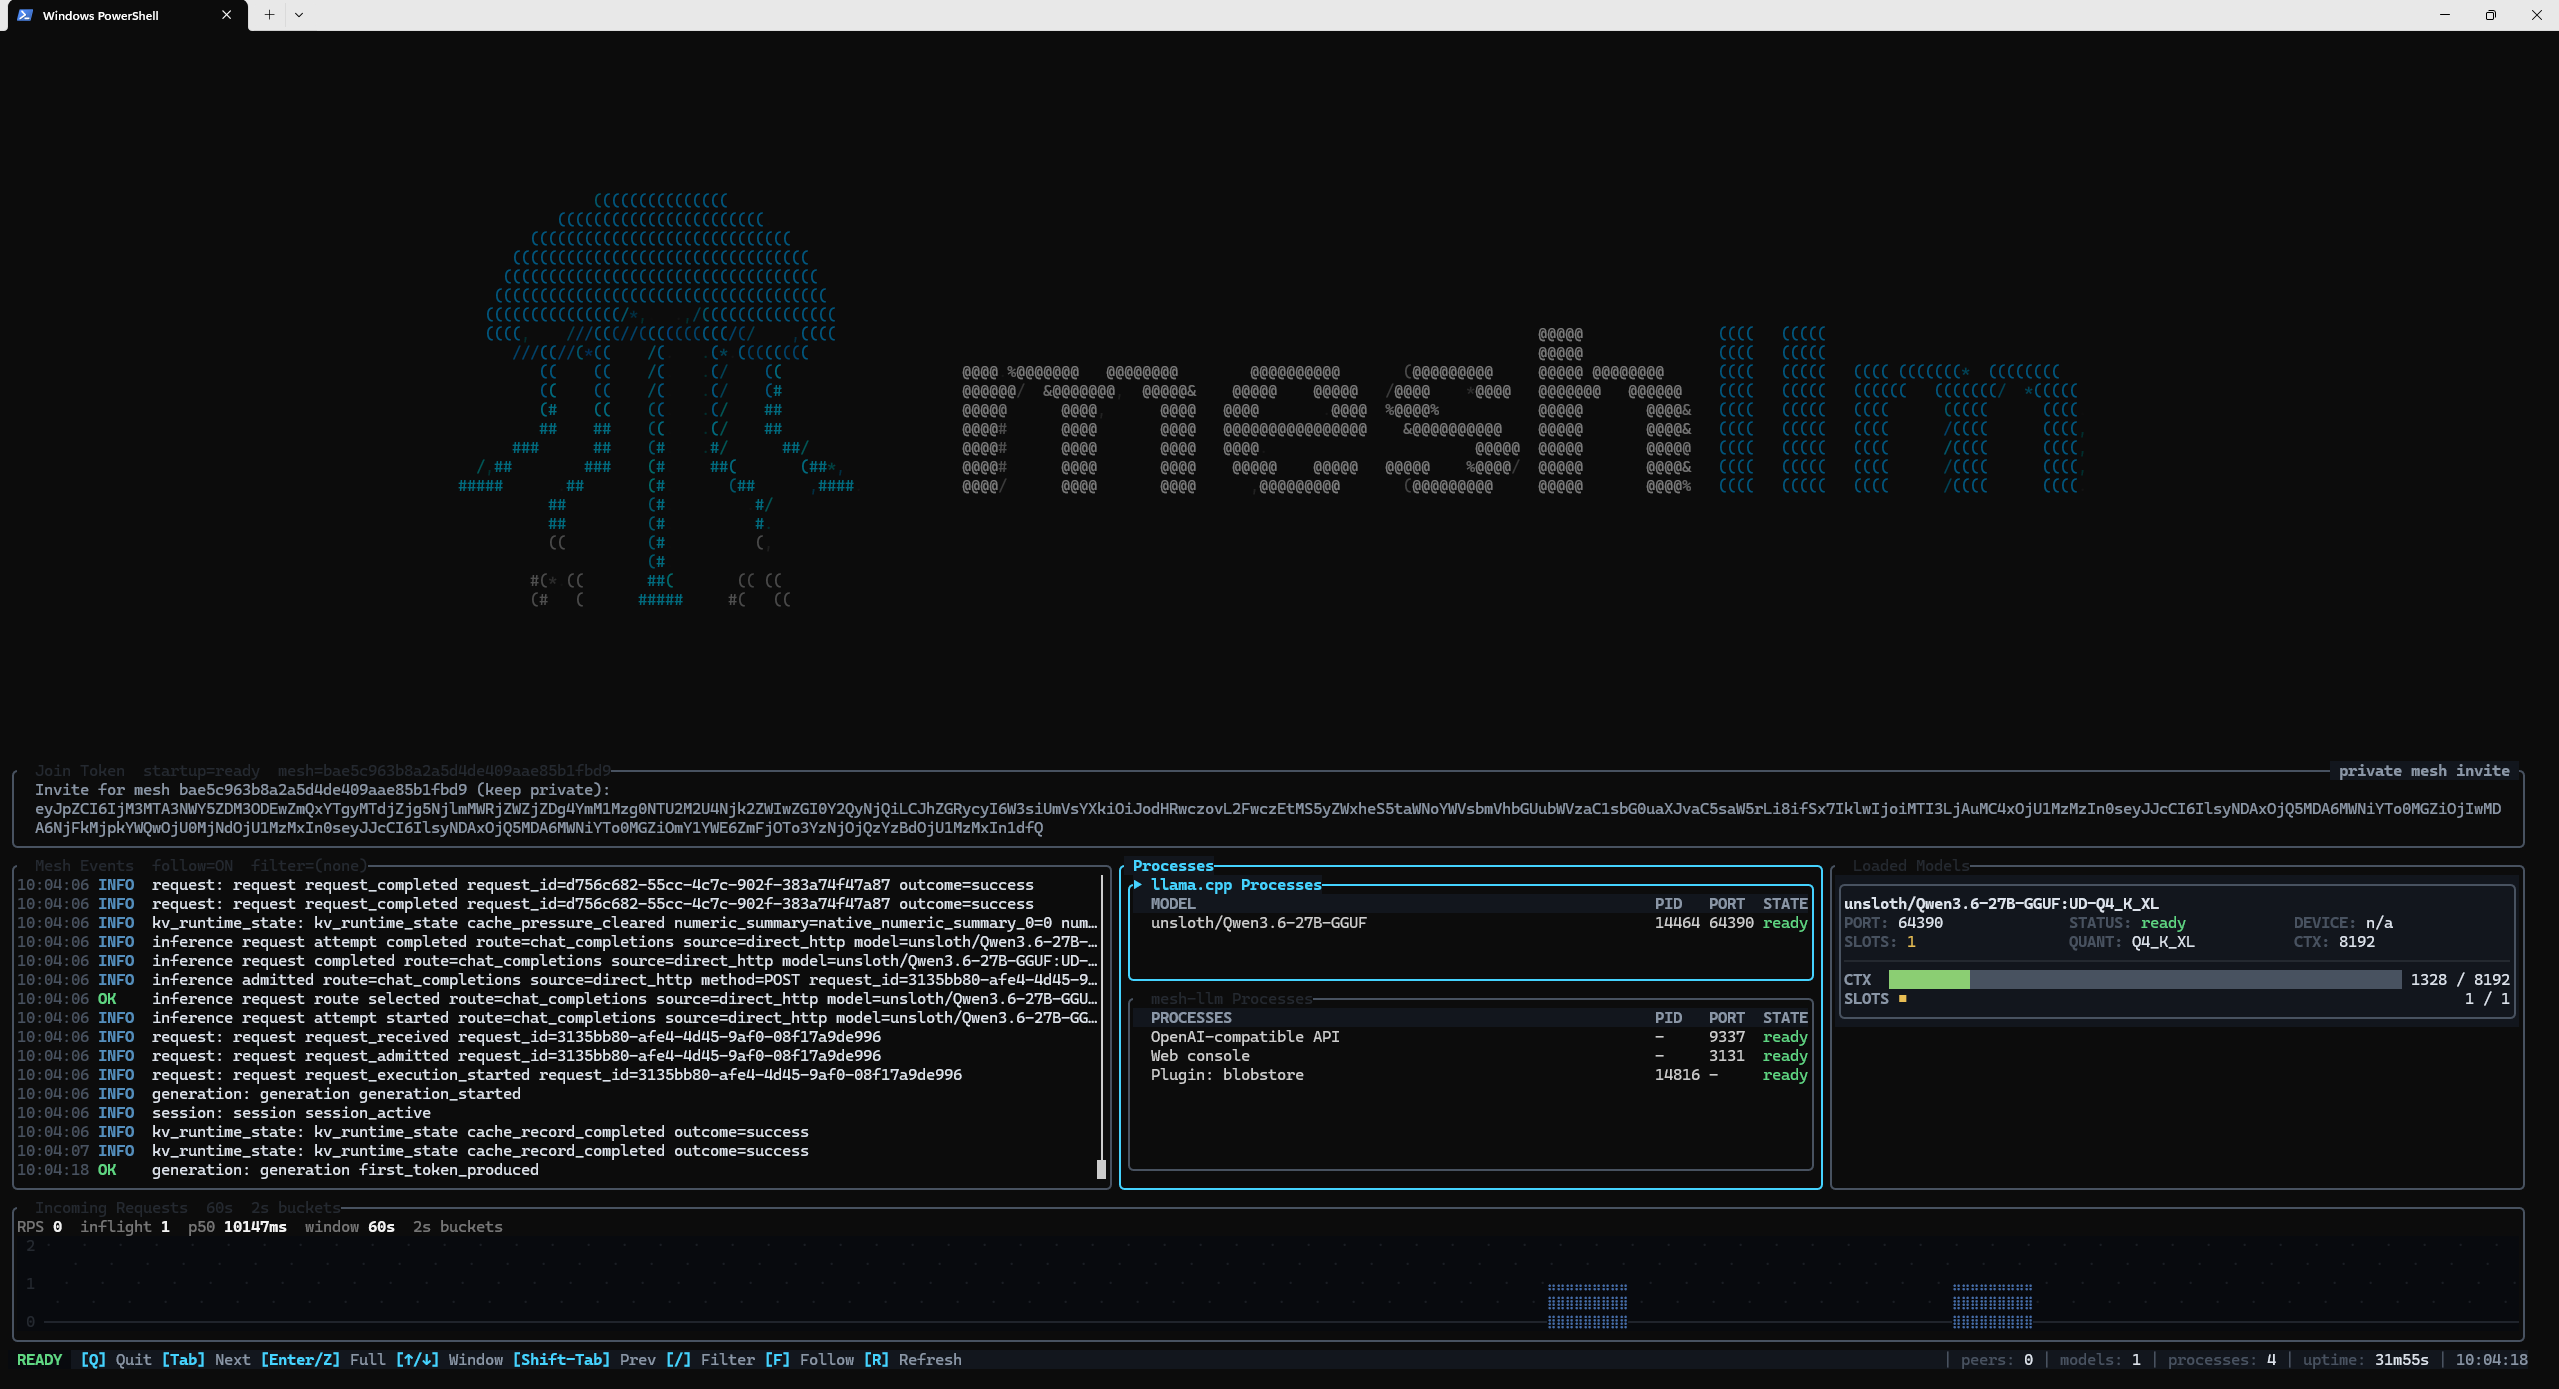 Windows PowerShell
mesh llm
Join Token startup=ready mesh=bae5c963b8a2a5d4de409aae85b1fbd9
private mesh invite
Invite for mesh bae5c963b8a2a5d4de409aae85b1fbd9 (keep private):
Mesh Events follow=ON filter=(none)
10:04:06 INFO request: request request_completed request_id=d756c682-55cc-4c7c-902f-383a74f47a87 outcome=success
10:04:06 INFO request: request request_completed request_id=d756c682-55cc-4c7c-902f-383a74f47a87 outcome=success
10:04:06 INFO kv_runtime_state: kv_runtime_state cache_pressure_cleared numeric_summary=native_numeric_summary_0=0 num…
10:04:06 INFO inference request attempt completed route=chat_completions source=direct_http model=unsloth/Qwen3.6-27B-…
10:04:06 INFO inference request completed route=chat_completions source=direct_http model=unsloth/Qwen3.6-27B-GGUF:UD-…
10:04:06 INFO inference admitted route=chat_completions source=direct_http method=POST request_id=3135bb80-afe4-4d45-9…
10:04:06 OK inference request route selected route=chat_completions source=direct_http model=unsloth/Qwen3.6-27B-GGU…
10:04:06 INFO inference request attempt started route=chat_completions source=direct_http model=unsloth/Qwen3.6-27B-GG…
10:04:06 INFO request: request request_received request_id=3135bb80-afe4-4d45-9af0-08f17a9de996
10:04:06 INFO request: request request_admitted request_id=3135bb80-afe4-4d45-9af0-08f17a9de996
10:04:06 INFO request: request request_execution_started request_id=3135bb80-afe4-4d45-9af0-08f17a9de996
10:04:06 INFO generation: generation generation_started
10:04:06 INFO session: session session_active
10:04:06 INFO kv_runtime_state: kv_runtime_state cache_record_completed outcome=success
10:04:07 INFO kv_runtime_state: kv_runtime_state cache_record_completed outcome=success
10:04:18 OK generation: generation first_token_produced
Processes
llama.cpp Processes
MODEL PID PORT STATE
unsloth/Qwen3.6-27B-GGUF 14464 64390 ready
mesh-llm Processes
PROCESSES PID PORT STATE
OpenAI-compatible API - 9337 ready
Web console - 3131 ready
Plugin: blobstore 14816 - ready
Loaded Models
unsloth/Qwen3.6-27B-GGUF:UD-Q4_K_XL
PORT: 64390 STATUS: ready DEVICE: n/a
SLOTS: 1 QUANT: Q4_K_XL CTX: 8192
CTX 1328 / 8192
SLOTS 1 / 1
Incoming Requests 60s 2s buckets
RPS 0 inflight 1 p50 10147ms window 60s 2s buckets
2
1
0
READY [Q] Quit [Tab] Next [Enter/Z] Full [↑/↓] Window [Shift-Tab] Prev [/] Filter [F] Follow [R] Refresh
| peers: 0 | models: 1 | processes: 4 | uptime: 31m55s | 10:04:18